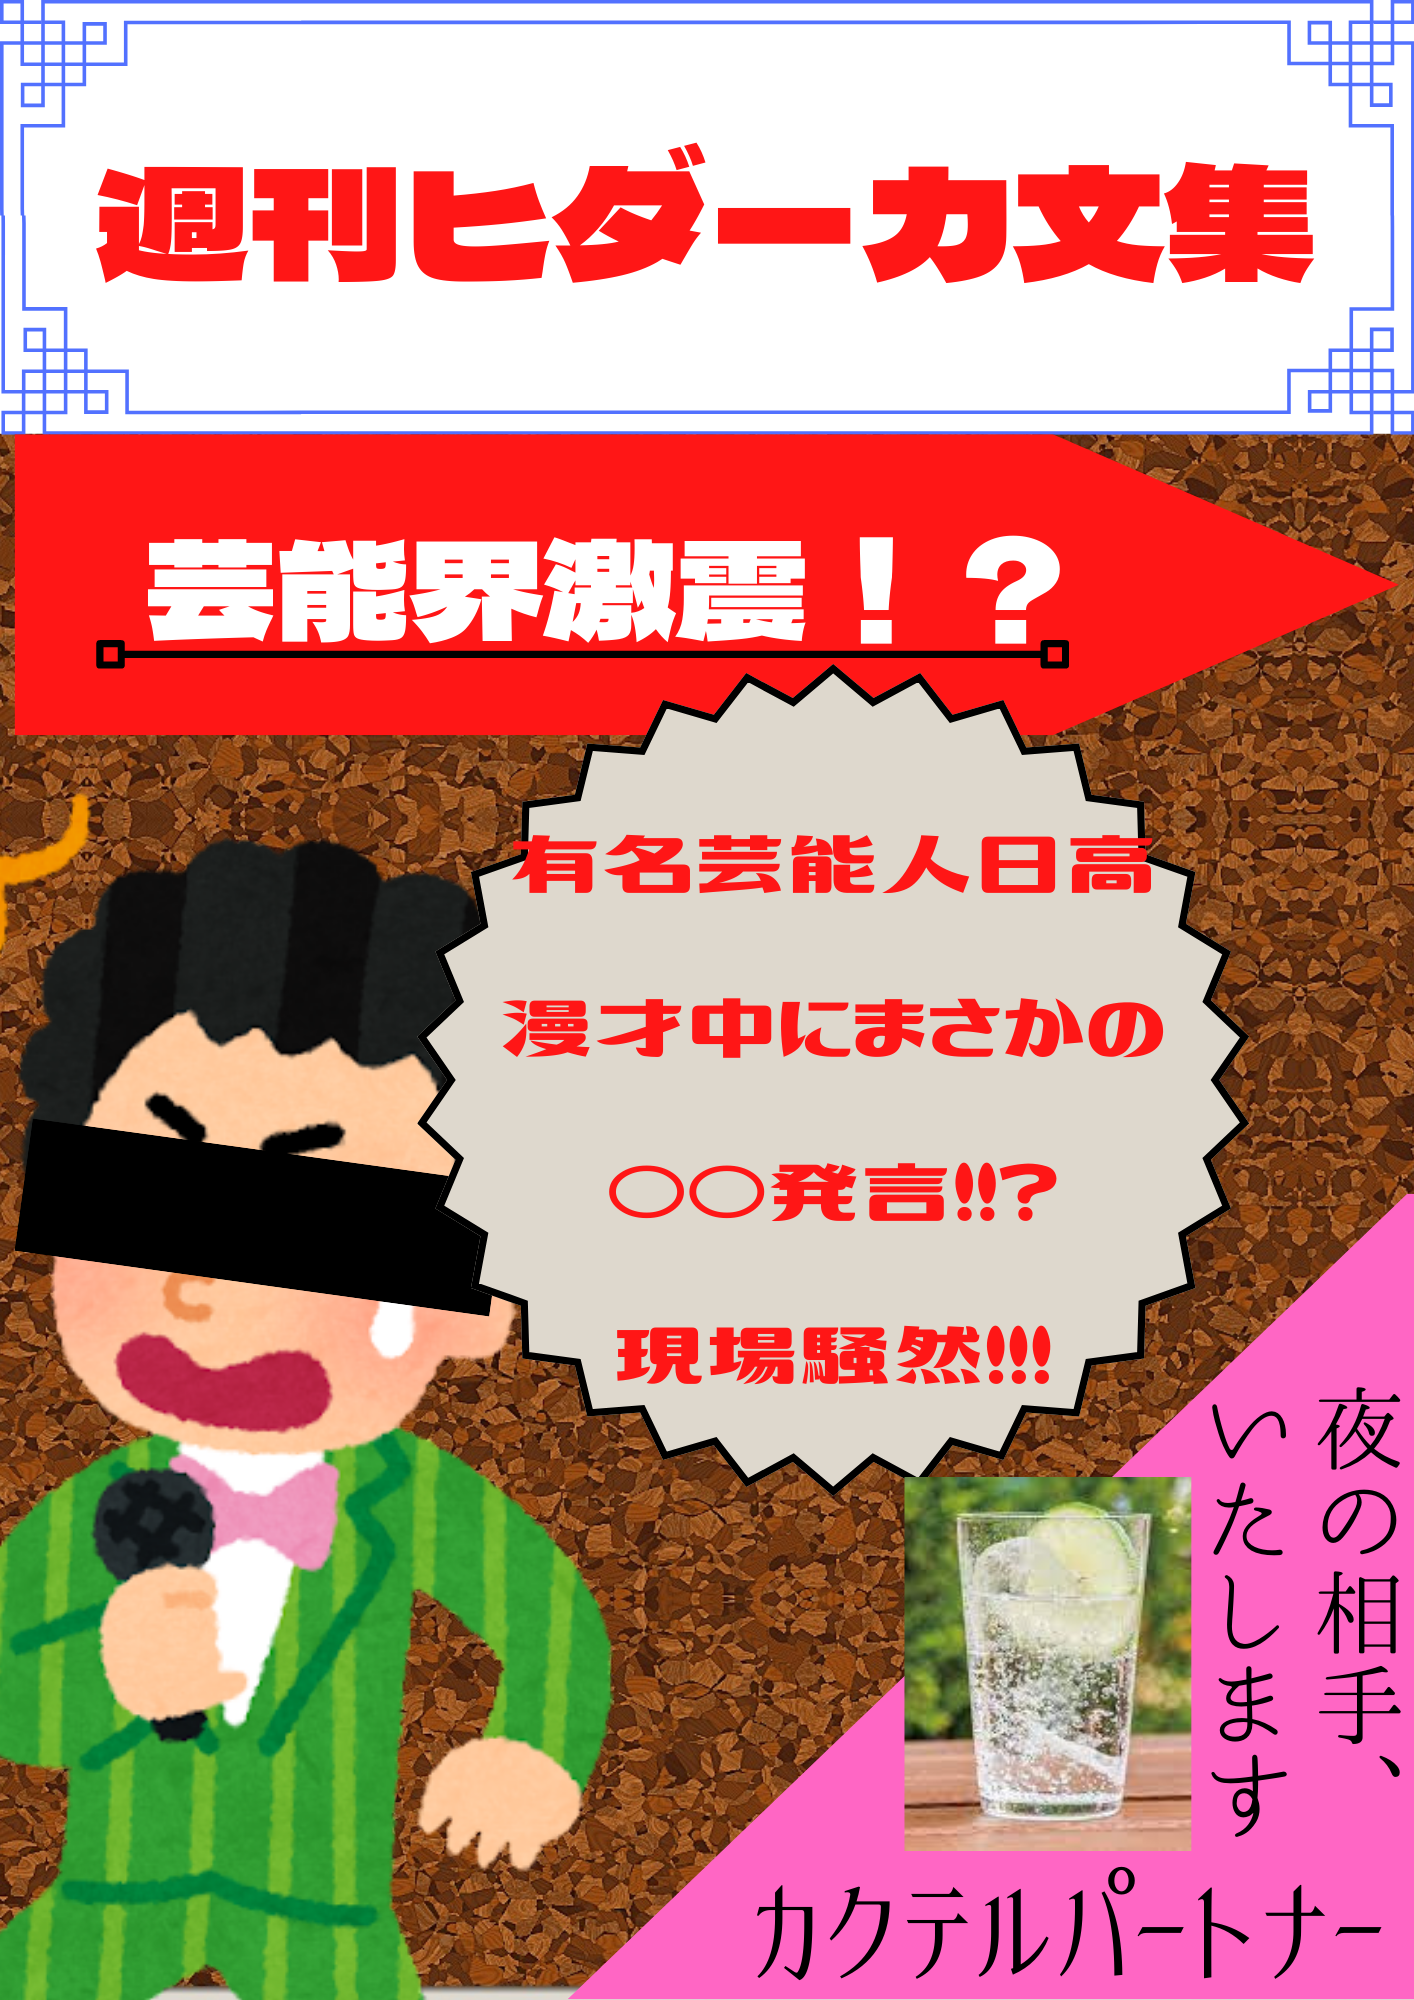 週刊ヒダーカ文集
芸能界激震！？
有名芸能人日高
漫才中にまさかの
〇〇発言!!?
現場騒然!!!
夜の相手、
いたします
カクテルパートナー